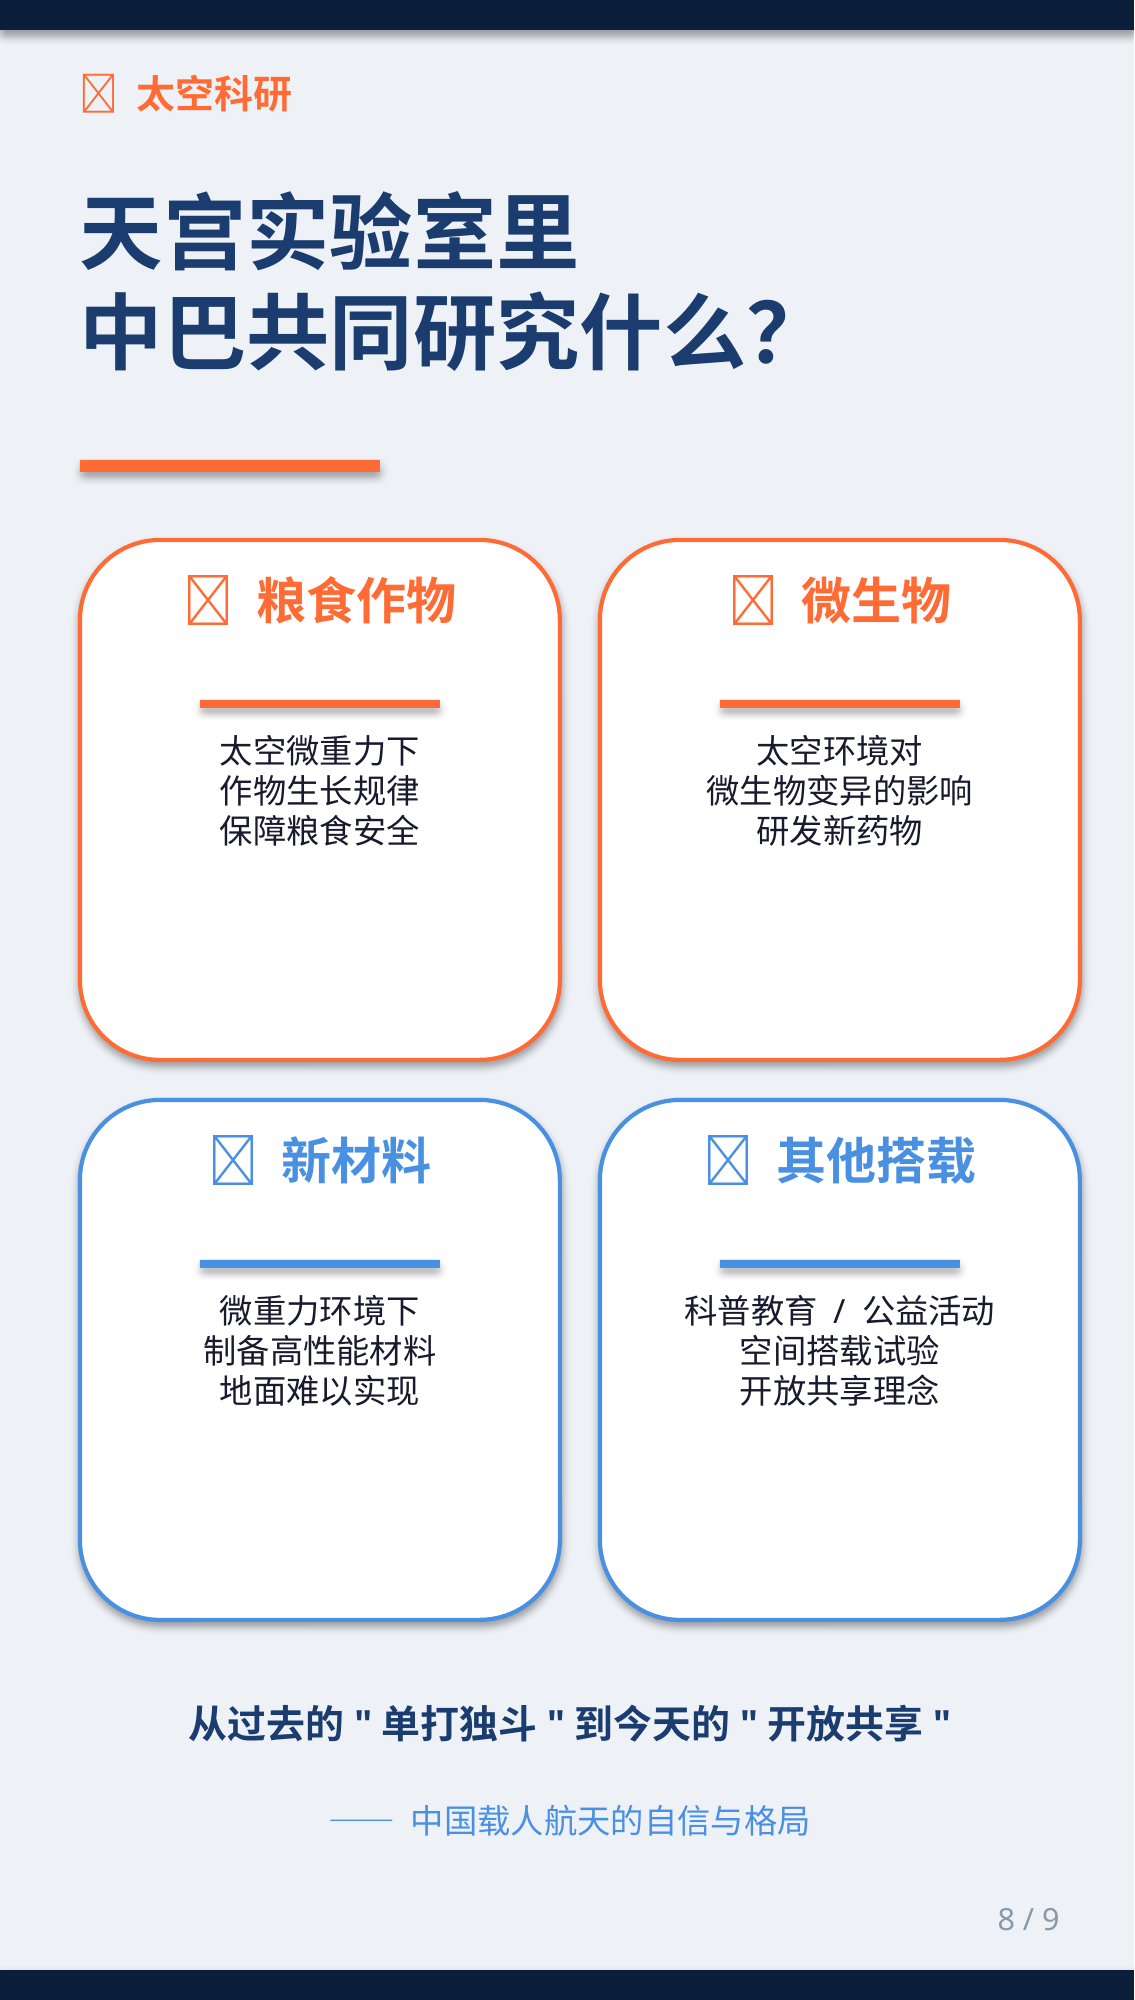 太空科研
天宫实验室里
中巴共同研究什么?
粮食作物
太空微重力下
作物生长规律
保障粮食安全
微生物
太空环境对
微生物变异的影响
研发新药物
新材料
微重力环境下
制备高性能材料
地面难以实现
其他搭载
科普教育 / 公益活动
空间搭载试验
开放共享理念
从过去的 " 单打独斗 " 到今天的 " 开放共享 "
—— 中国载人航天的自信与格局
8 / 9